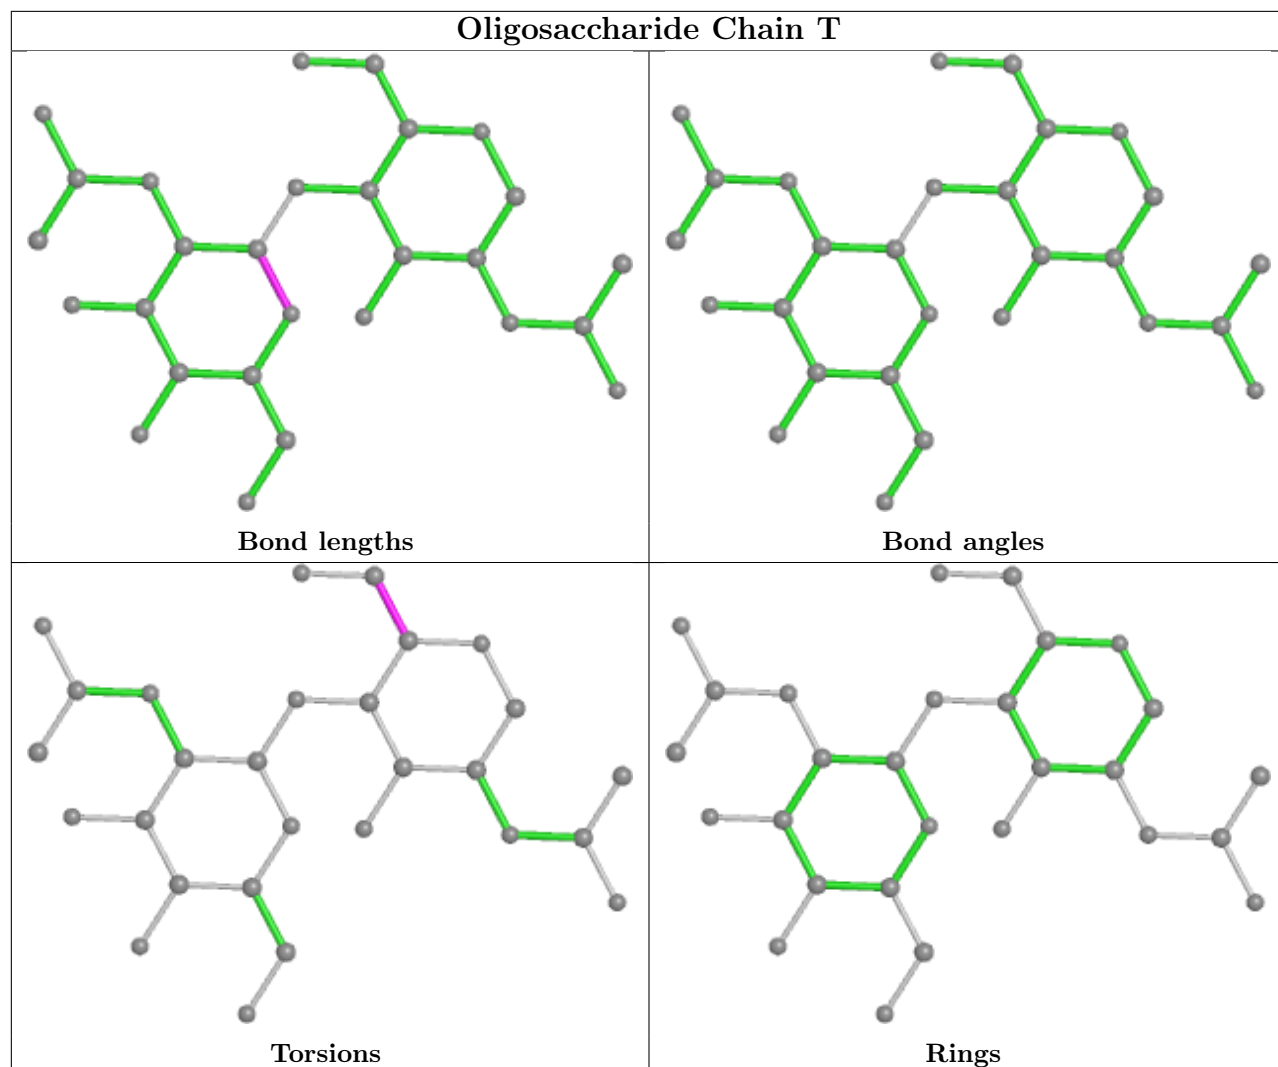 Oligosaccharide Chain T
Bond lengths
Bond angles
Torsions
Rings